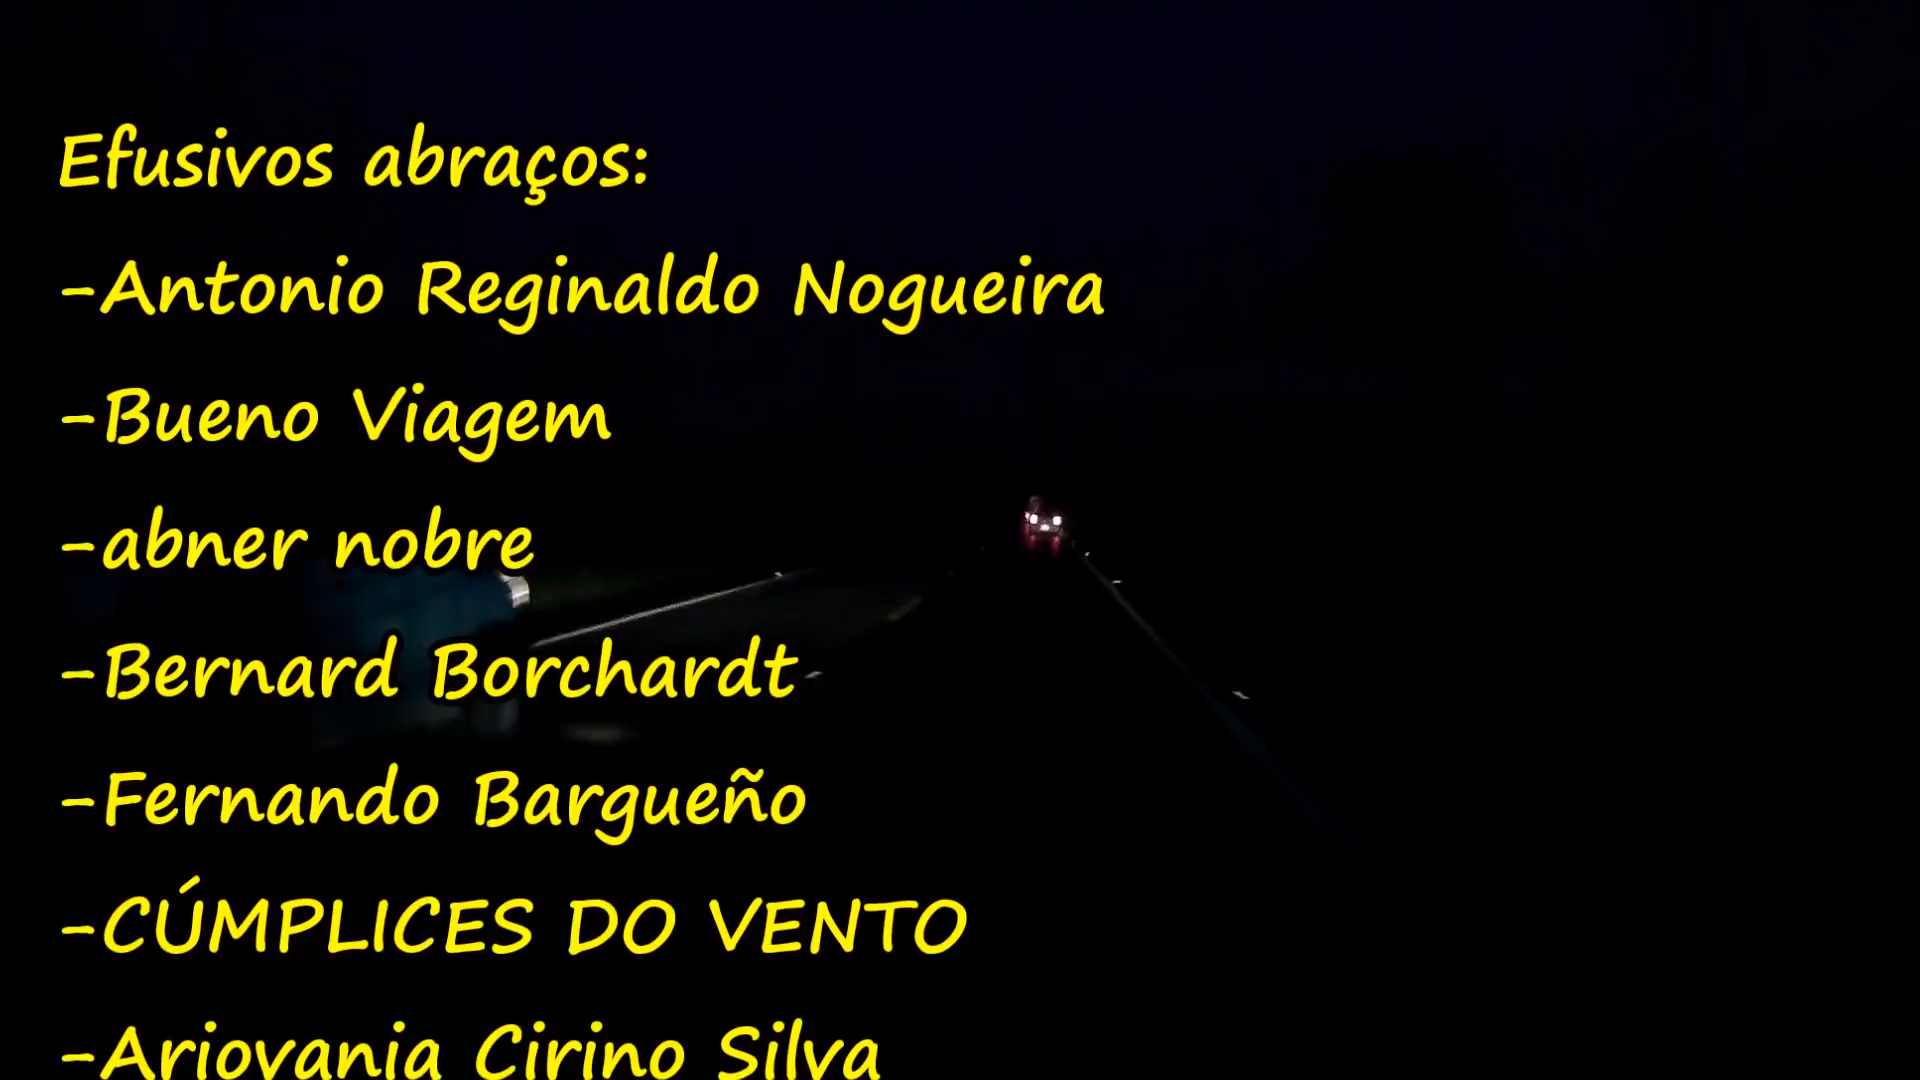 Efusivos abraços:
-Antonio Reginaldo Nogueira
-Bueno Viagem
-abner nobre
-Bernard Borchardt
-Fernando Bargueño
-CÚMPLICES DO VENTO
-Ariovania Cirino Silva